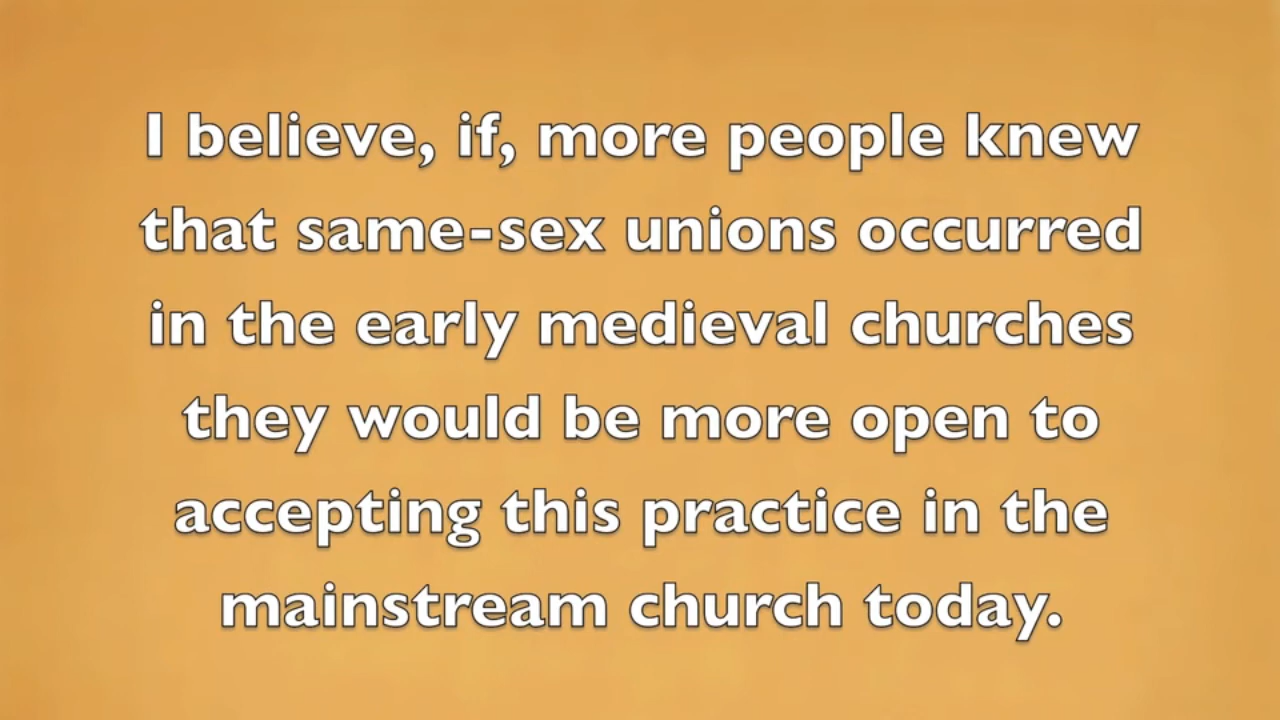 I believe, if, more people knew
that same-sex unions occurred
in the early medieval churches
they would be more open to
accepting this practice in the
mainstream church today.